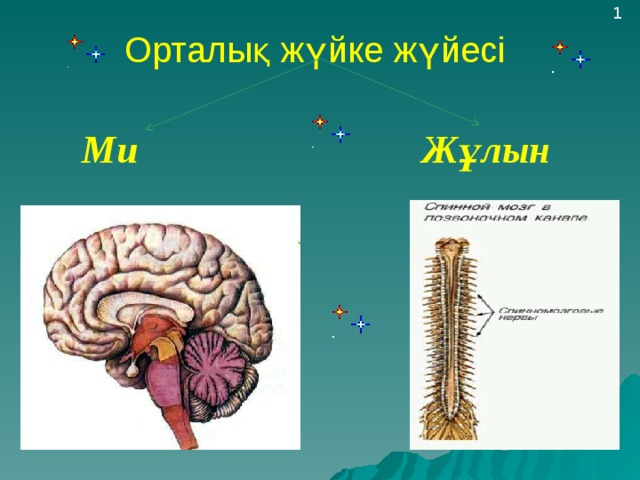 1
Орталық жүйке жүйесі
Ми
Жұлын
Спинной мозг в
позвоночном канале
Спинномозговые
нервы